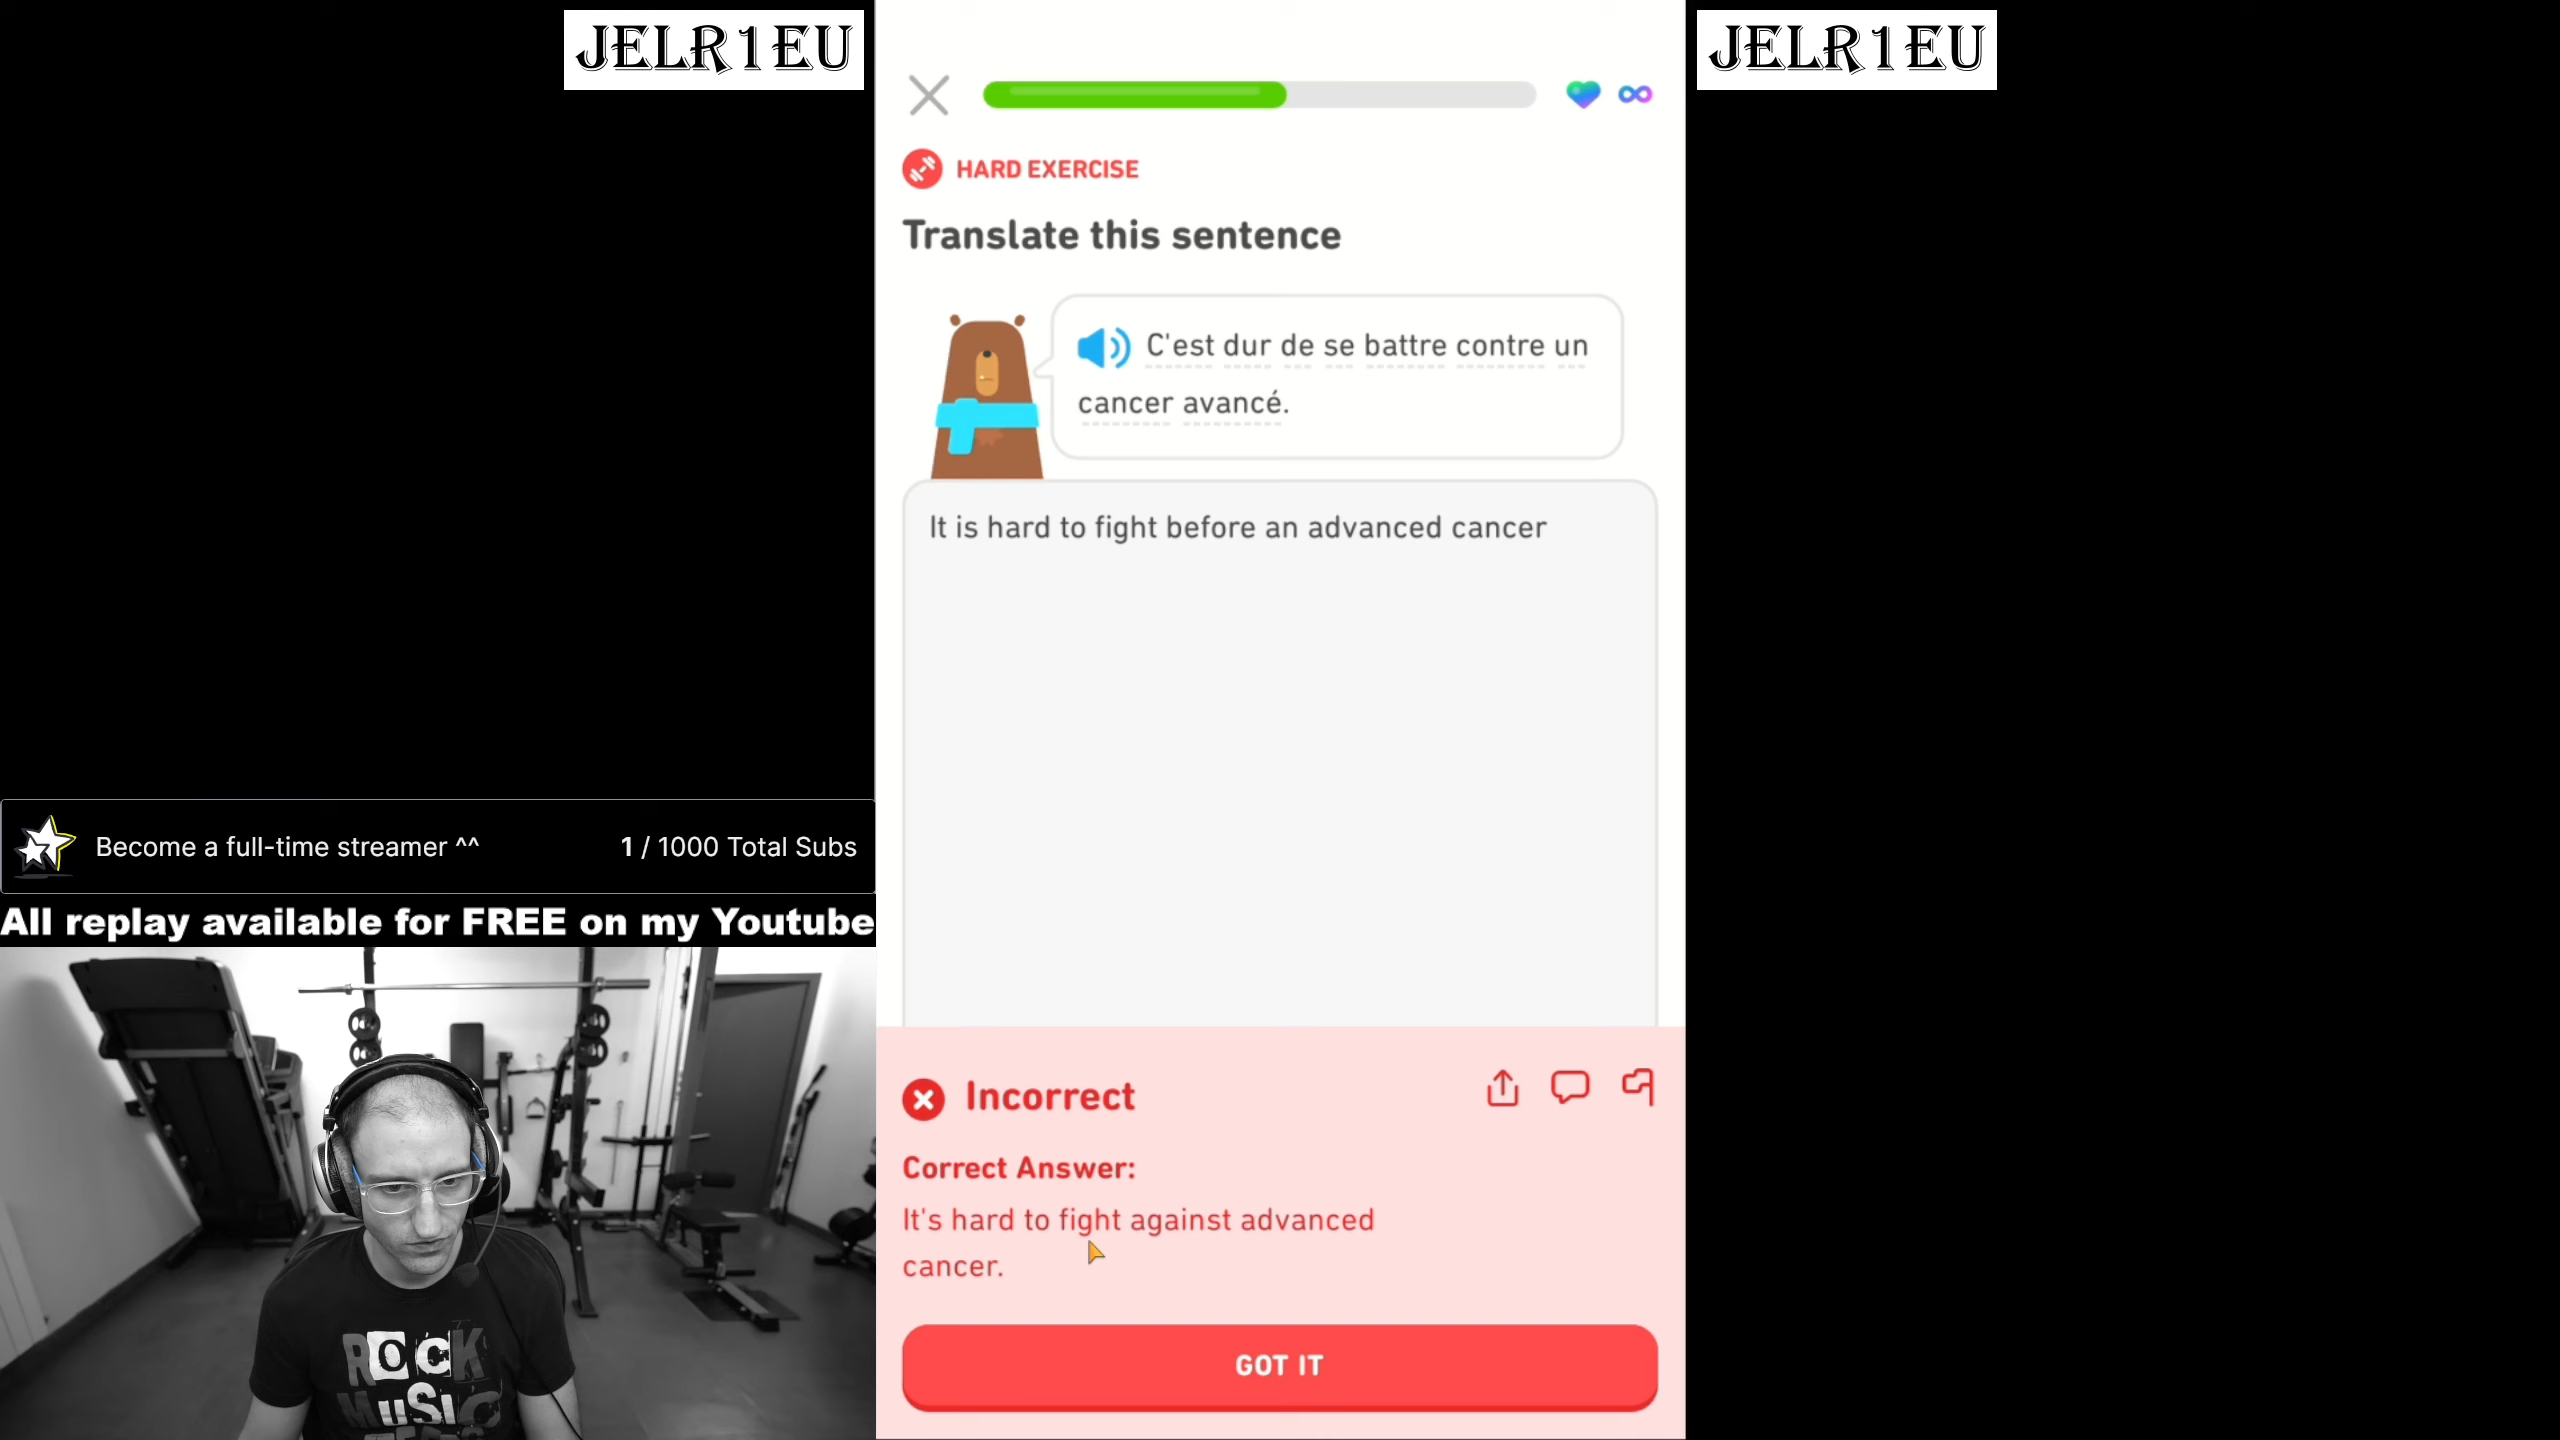 JELR1EU
JELR1EU
HARD EXERCISE
Translate this sentence
C'est dur de se battre contre un
cancer avancé.
It is hard to fight before an advanced cancer
Become a full-time streamer ^^
1 / 1000 Total Subs
All replay available for FREE on my Youtube
Incorrect
Correct Answer:
It's hard to fight against advanced
cancer.
GOT IT
ROCK
MUSIC